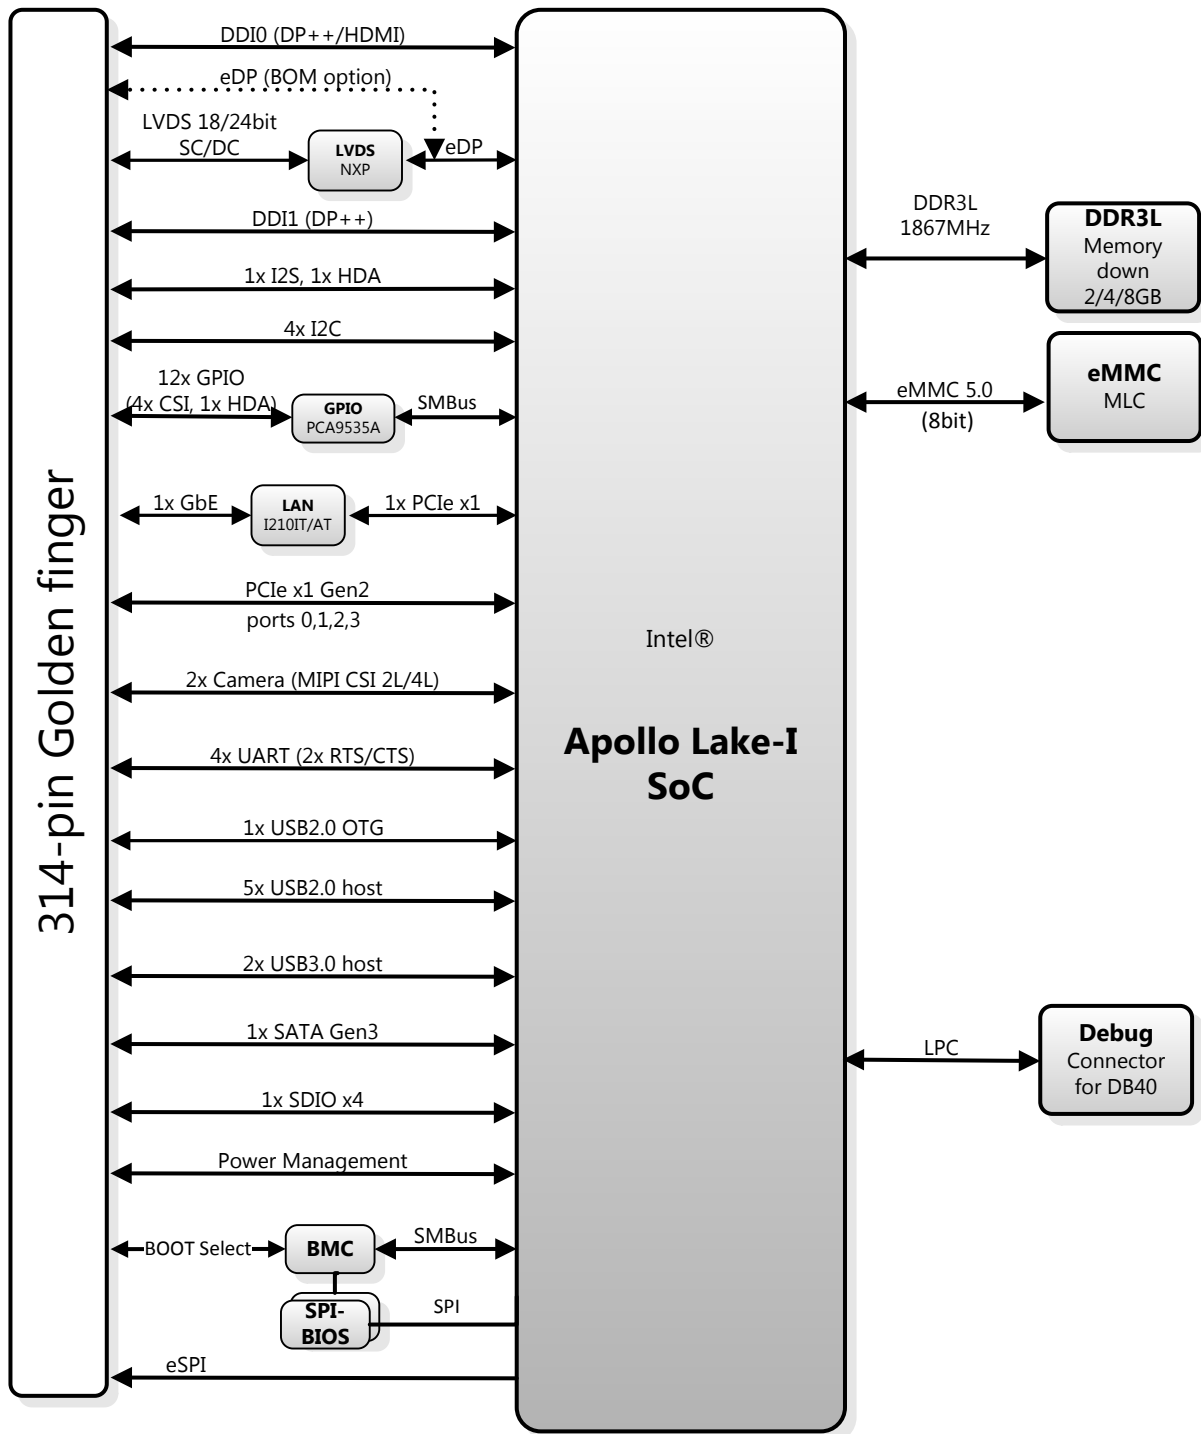 314-pin Golden finger
DDI0 (DP++/HDMI)
eDP (BOM option)
LVDS 18/24bit
SC/DC
LVDS
NXP
eDP
DDI1 (DP++)
1x I2S, 1x HDA
4x I2C
12x GPIO
(4x CSI, 1x HDA)
GPIO
PCA9535A
SMBus
1x GbE
LAN
I210IT/AT
1x PCIe x1
PCIe x1 Gen2
ports 0,1,2,3
2x Camera (MIPI CSI 2L/4L)
4x UART (2x RTS/CTS)
1x USB2.0 OTG
5x USB2.0 host
2x USB3.0 host
1x SATA Gen3
1x SDIO x4
Power Management
BOOT Select
BMC
SMBus
SPI-
BIOS
SPI
eSPI
Intel®
Apollo Lake-I
SoC
DDR3L
1867MHz
DDR3L
Memory
down
2/4/8GB
eMMC 5.0
(8bit)
eMMC
MLC
LPC
Debug
Connector
for DB40